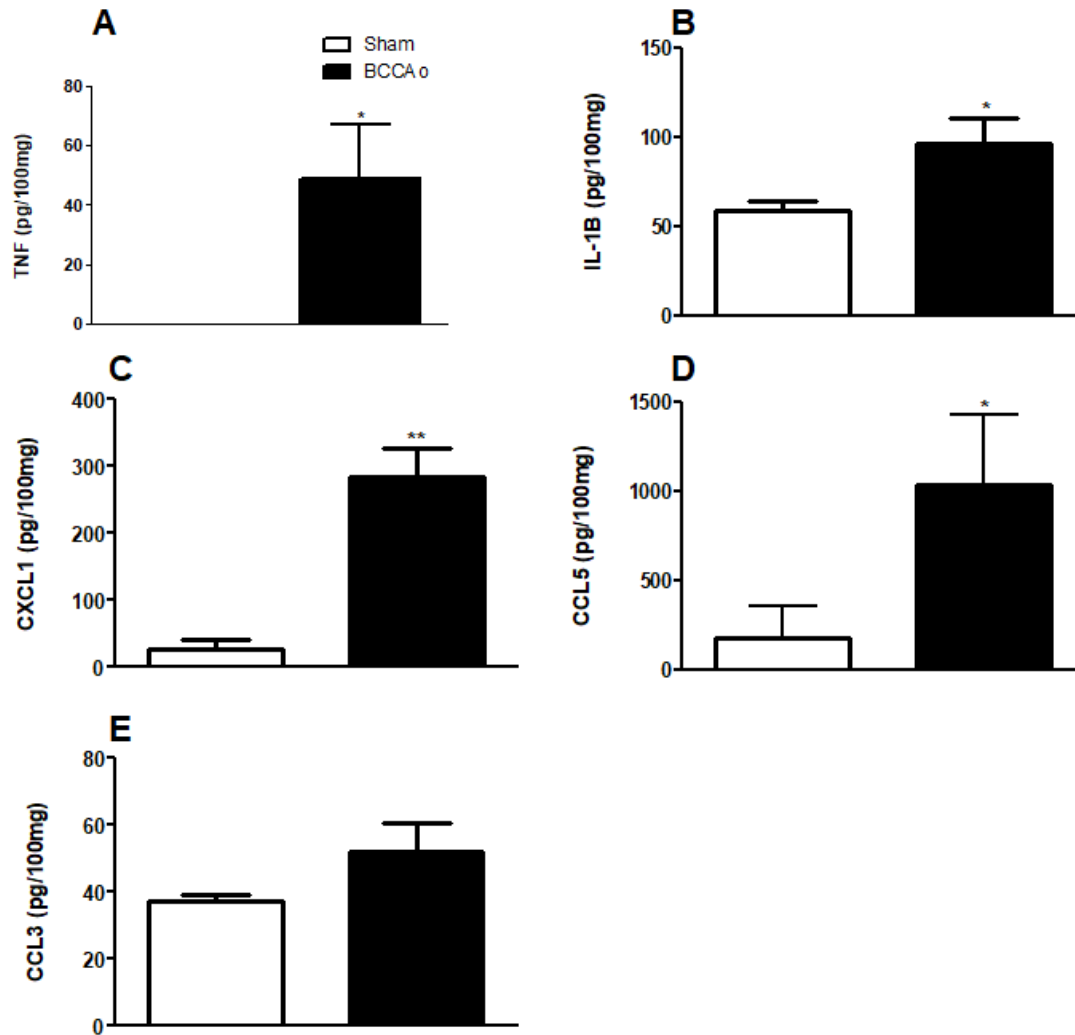 A
Sham
BCCAo
TNF (pg/100mg)
80
60
40
20
0
*
B
IL-1B (pg/100mg)
150
100
50
0
*
C
CXCL1 (pg/100mg)
400
300
200
100
0
**
D
CCL5 (pg/100mg)
1500
1000
500
0
*
E
CCL3 (pg/100mg)
80
60
40
20
0